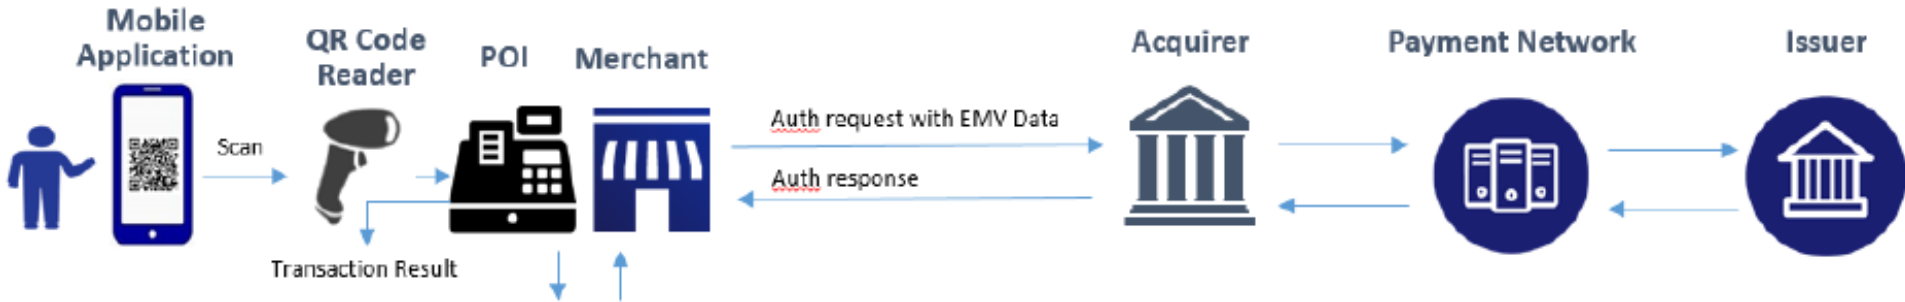 Mobile
Application
QR Code
Reader
POI
Merchant
Acquirer
Payment Network
Issuer
Scan
Auth request with EMV Data
Auth response
Transaction Result